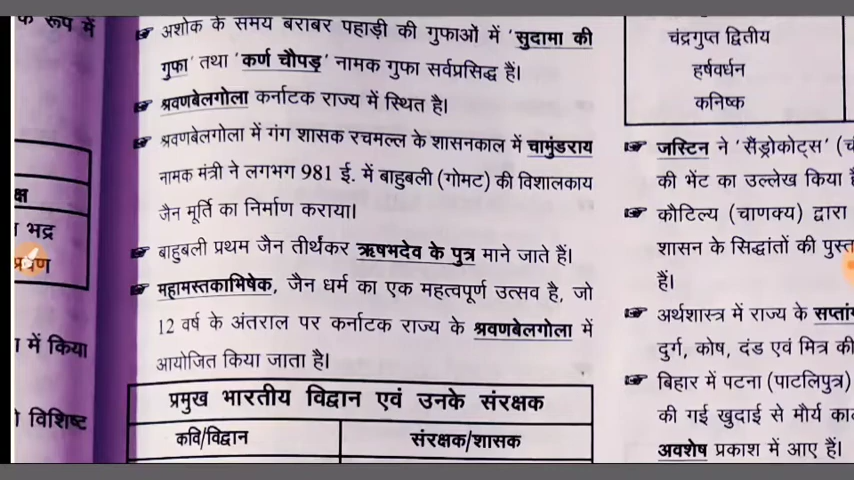 के रूप में
क्ष
भद्र
में किया
विशिष्ट
☞ अशोक के समय बराबर पहाड़ी की गुफाओं में 'सुदामा की
गुफा' तथा 'कर्ण चौपड़' नामक गुफा सर्वप्रसिद्ध हैं।
☞ श्रवणबेलगोला कर्नाटक राज्य में स्थित है।
☞ श्रवणबेलगोला में गंग शासक रचमल्ल के शासनकाल में चामुंडराय
नामक मंत्री ने लगभग 981 ई. में बाहुबली (गोमट) की विशालकाय
जैन मूर्ति का निर्माण कराया।
☞ बाहुबली प्रथम जैन तीर्थंकर ऋषभदेव के पुत्र माने जाते हैं।
☞ महामस्तकाभिषेक, जैन धर्म का एक महत्वपूर्ण उत्सव है, जो
12 वर्ष के अंतराल पर कर्नाटक राज्य के श्रवणबेलगोला में
आयोजित किया जाता है।
प्रमुख भारतीय विद्वान एवं उनके संरक्षक
कवि/विद्वान संरक्षक/शासक
चंद्रगुप्त द्वितीय
हर्षवर्धन
कनिष्क
☞ जस्टिन ने 'सैंड्रोकोट्स'
की भेंट का उल्लेख किया
☞ कौटिल्य (चाणक्य) द्वारा
शासन के सिद्धांतों की
हैं।
☞ अर्थशास्त्र में राज्य के
दुर्ग, कोष, दंड एवं मित्र की
☞ बिहार में पटना (पाटलिपुत्र)
की गई खुदाई से मौर्य
अवशेष प्रकाश में आए हैं।